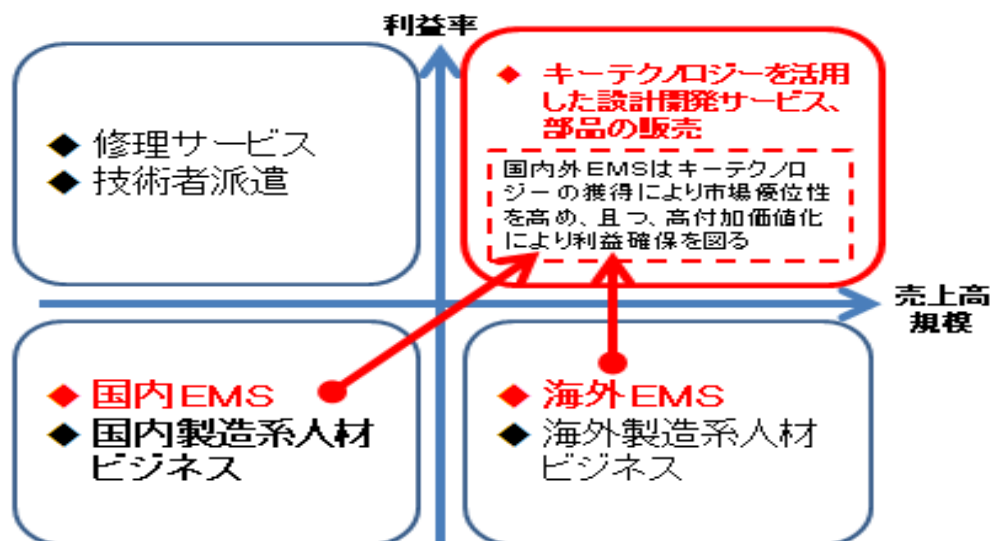 利益率
◆ 修理サービス
◆ 技術者派遣
◆ キーテクノロジーを活用
した設計開発サービス、
部品の販売
国内外EMSはキーテクノロ
ジーの獲得により市場優位性
を高め、且つ、高付加価値化
により利益確保を図る
売上高
規模
◆ 国内EMS
◆ 国内製造系人材
ビジネス
◆ 海外EMS
◆ 海外製造系人材
ビジネス